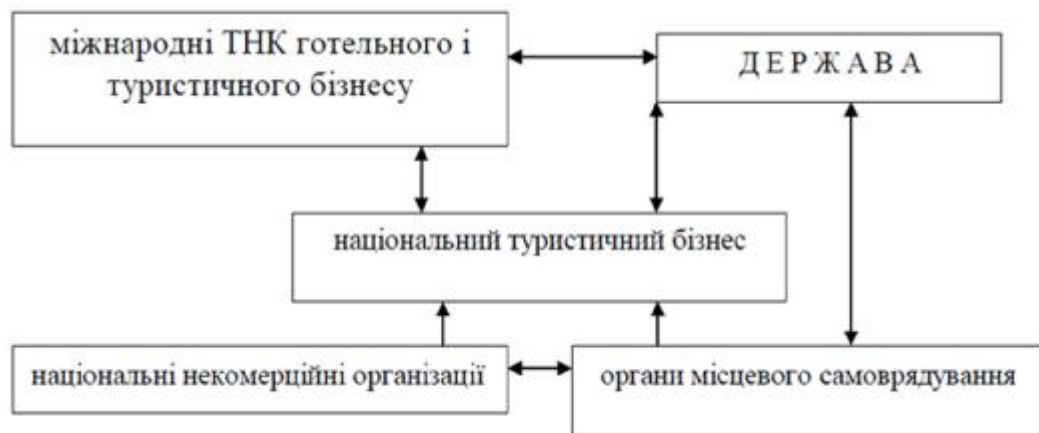 міжнародні ТНК готельного і
туристичного бізнесу
Д Е Р Ж А В А
національний туристичний бізнес
національні некомерційні організації
органи місцевого самоврядування